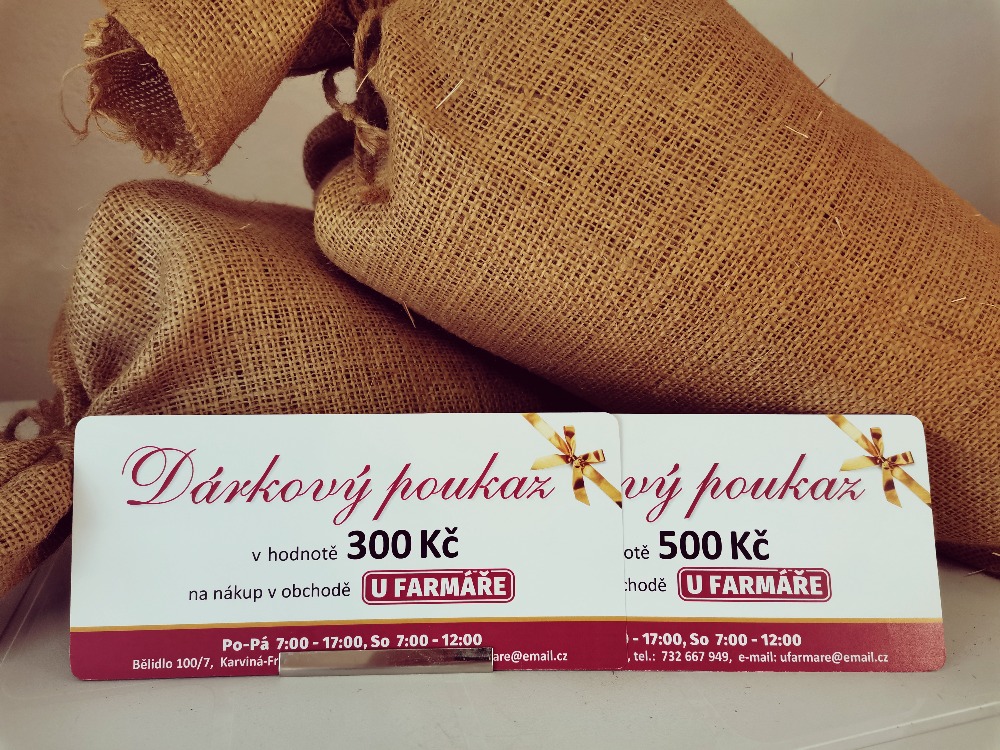 Dárkový poukaz
v hodnotě 300 Kč
na nákup v obchodě U FARMÁŘE
Po-Pá 7:00 - 17:00, So 7:00 - 12:00
Bělidlo 100/7, Karviná-Fr are@email.cz
vý poukaz
otě 500 Kč
chodě U FARMÁŘE
- 17:00, So 7:00 - 12:00
, tel.: 732 667 949, e-mail: ufarmare@email.cz